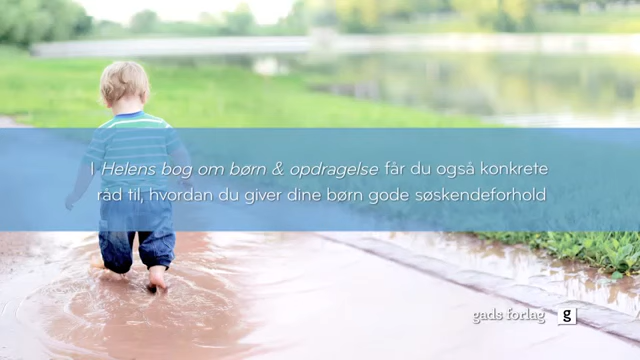 I Helens bog om børn & opdragelse får du også konkrete
råd til, hvordan du giver dine børn gode søskendeforhold
gads forlag g